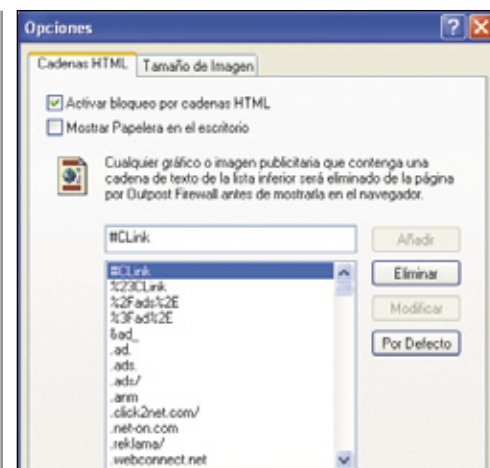 Opciones
Cadenas HTML
Tamaño de Imagen
Activar bloqueo por cadenas HTML
Mostrar Papelera en el escritorio
Cualquier gráfico o imagen publicitaria que contenga una
cadena de texto de la lista inferior será eliminado de la página
por Outpost Firewall antes de mostrarla en el navegador.
#CLink
Añadir
#CLink
%23CLink
%2Fads%2E
%3Fad%2E
&ad_
.ad.
.ads.
.ads/
.anm
.click2net.com/
.net-on.com
.reklama/
.webconnect.net
Eliminar
Modificar
Por Defecto